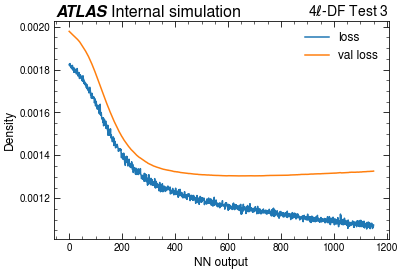 ATLAS Internal simulation
4ℓ-DF Test 3
loss
val loss
Density
0.0020
0.0018
0.0016
0.0014
0.0012
0
200
400
600
800
1000
1200
NN output